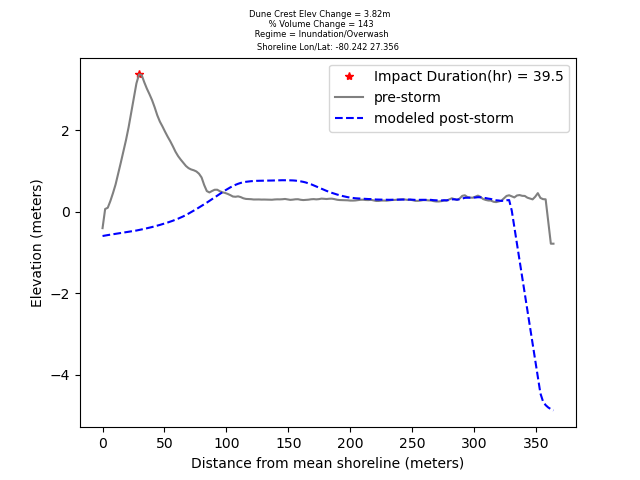 Dune Crest Elev Change = 3.82m
% Volume Change = 143
Regime = Inundation/Overwash
Shoreline Lon/Lat: -80.242 27.356
Impact Duration(hr) = 39.5
pre-storm
modeled post-storm
Elevation (meters)
2
0
−2
−4
0 50 100 150 200 250 300 350
Distance from mean shoreline (meters)